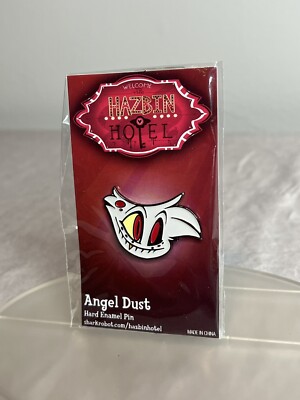 WELCOME
HAZBIN
HOTEL
Angel Dust
Hard Enamel Pin
sharkrobot.com/hazbinhotel
MADE IN CHINA